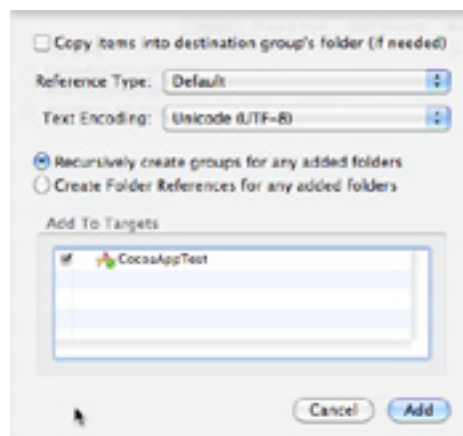 Copy items into destination group's folder (if needed)
Reference Type: Default
Text Encoding: Unicode (UTF-8)
Recursively create groups for any added folders
Create Folder References for any added folders
Add To Targets
CocoaAppTest
Cancel Add